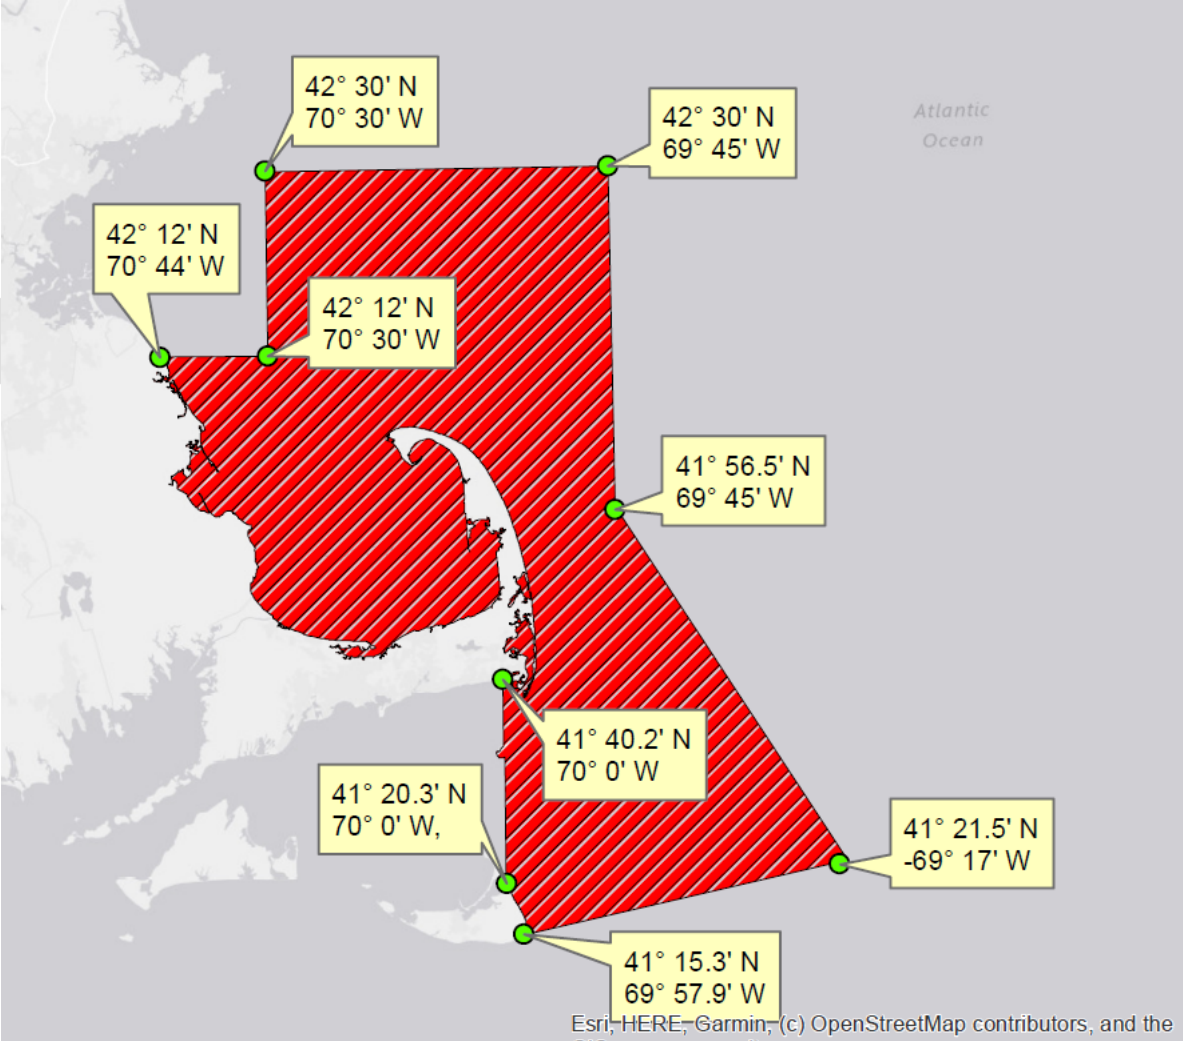 42° 30' N
70° 30' W
42° 30' N
69° 45' W
Atlantic
Ocean
42° 12' N
70° 44' W
42° 12' N
70° 30' W
41° 56.5' N
69° 45' W
41° 40.2' N
70° 0' W
41° 20.3' N
70° 0' W,
41° 21.5' N
-69° 17' W
41° 15.3' N
69° 57.9' W
Esri, HERE, Garmin, (c) OpenStreetMap contributors, and the